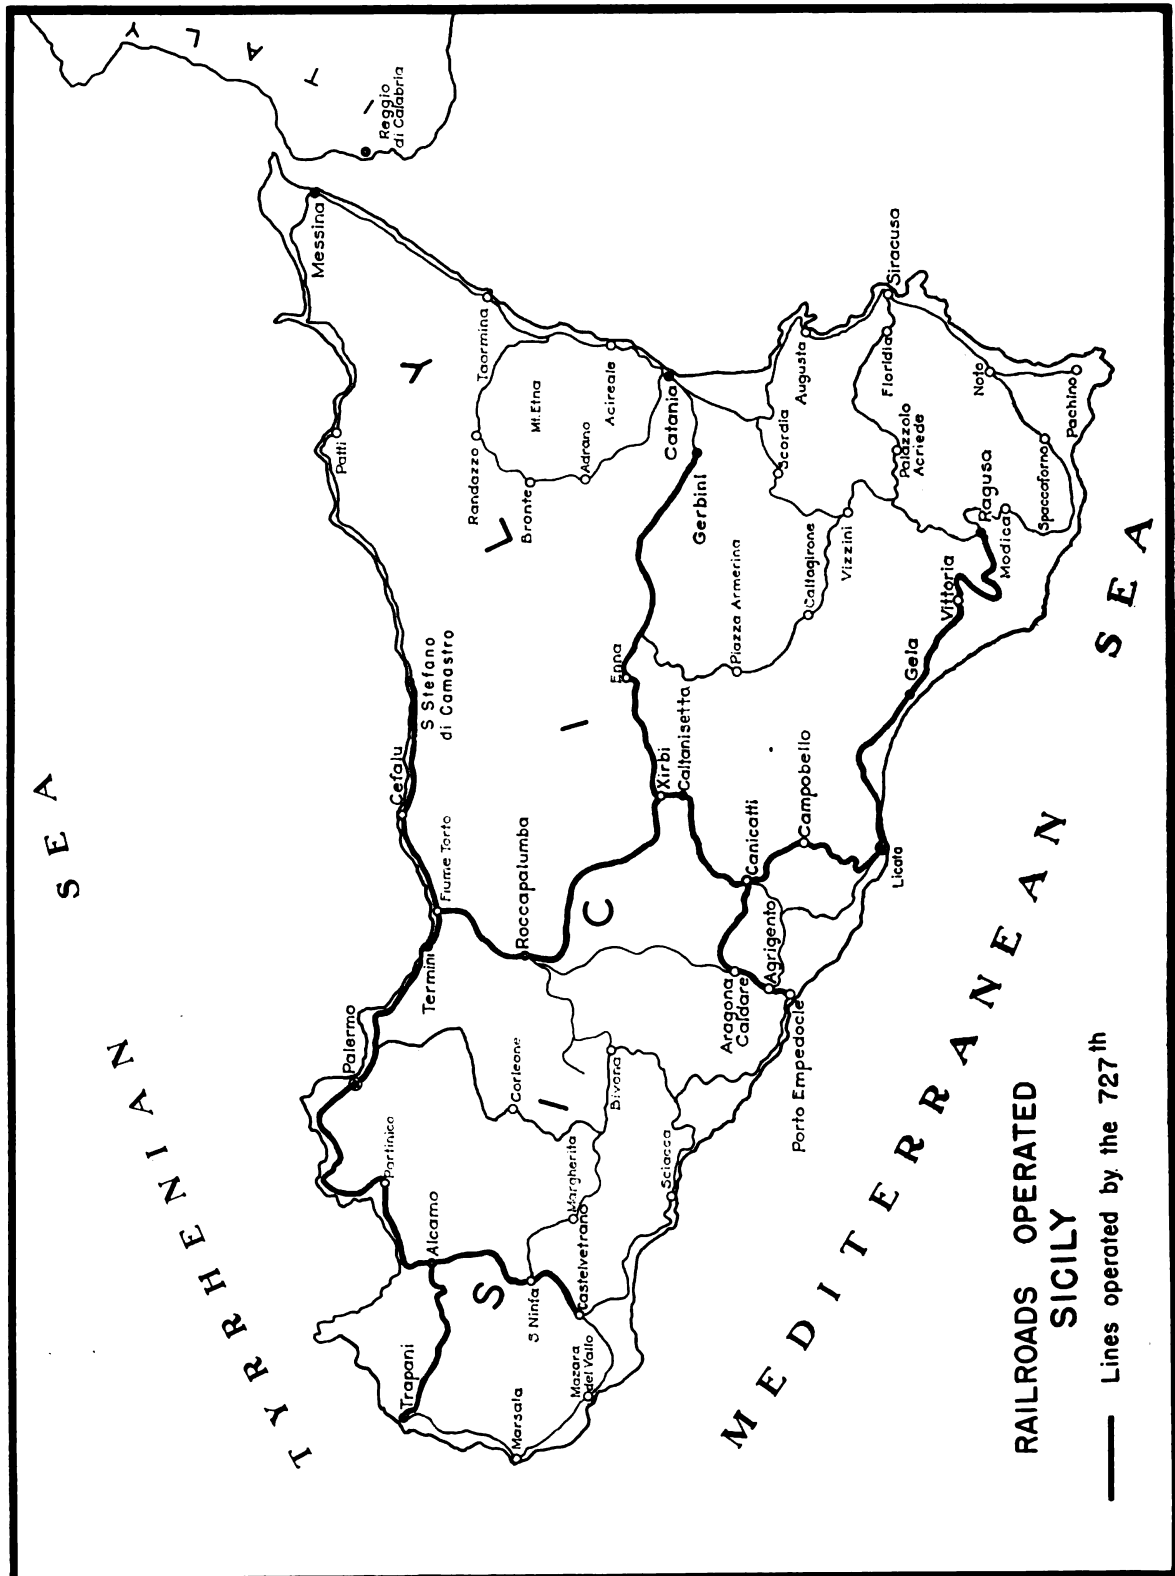 TYRRHENIAN SEA
ITALY
Reggio
di Calabria
Messina
Patti
Taormina
Randazzo
Mt. Etna
Bronte
Adrano
Acireale
Catania
Gerbini
S Stefano
di Camastro
Cefalu
Fiume Torto
Termini
Palermo
Partinico
Alcamo
Trapani
Marsala
Mazara
del Vallo
Castelvetrano
S Ninfa
Margherita
Corleone
Bivona
Sciacca
Roccapalumba
Enna
Xirbi
Caltanisetta
Canicatti
Campobello
Aragona
Caldare
Agrigento
Porto Empedocle
Licata
Piazza Armerina
Caltagirone
Vizzini
Scordia
Augusta
Siracusa
Floridia
Palazzolo
Acriede
Noto
Pachino
Spaccaforno
Ragusa
Modica
Vittoria
Gela
SICILY
MEDITERRANEAN SEA
RAILROADS OPERATED
SICILY
Lines operated by the 727th